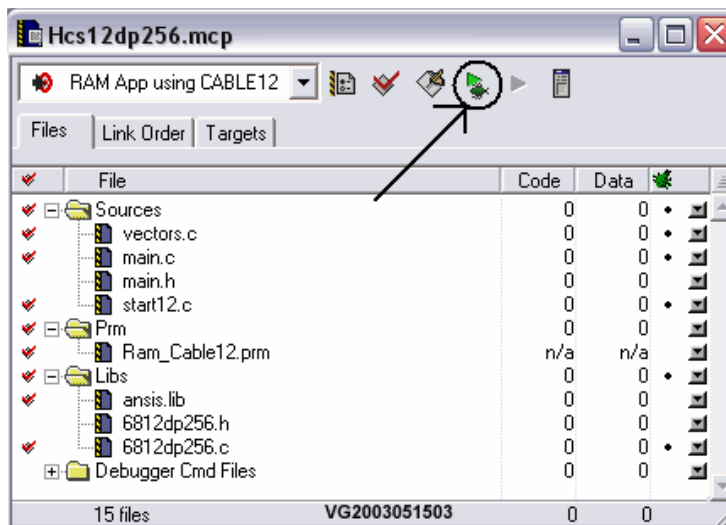 Hcs12dp256.mcp
RAM App using CABLE12
Files Link Order Targets
File Code Data
Sources 0 0 •
vectors.c 0 0 •
main.c 0 0 •
main.h 0 0
start12.c 0 0 •
Prm 0 0
Ram_Cable12.prm n/a n/a
Libs 0 0 •
ansis.lib 0 0
6812dp256.h 0 0
6812dp256.c 0 0 •
Debugger Cmd Files 0 0
15 files VG2003051503 0 0